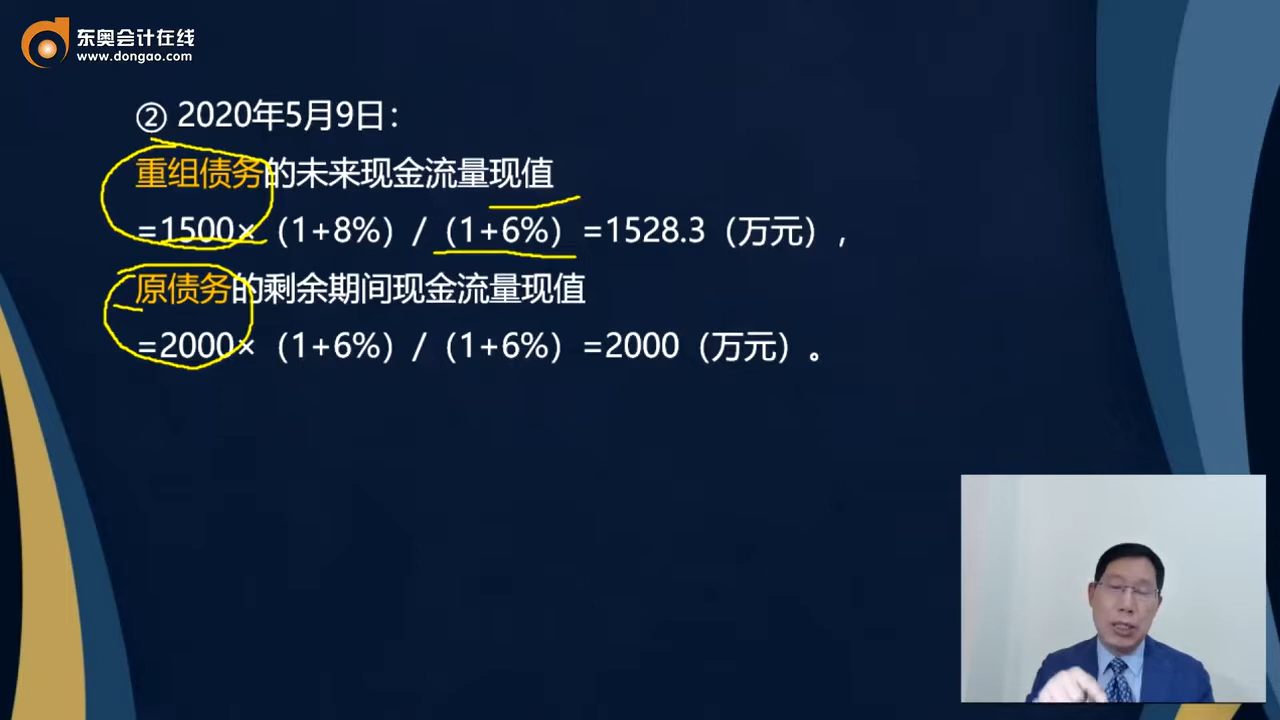 东奥会计在线
www.dongao.com
② 2020年5月9日：
重组债务的未来现金流量现值
=1500×（1+8%）/（1+6%）=1528.3（万元），
原债务的剩余期间现金流量现值
=2000×（1+6%）/（1+6%）=2000（万元）。